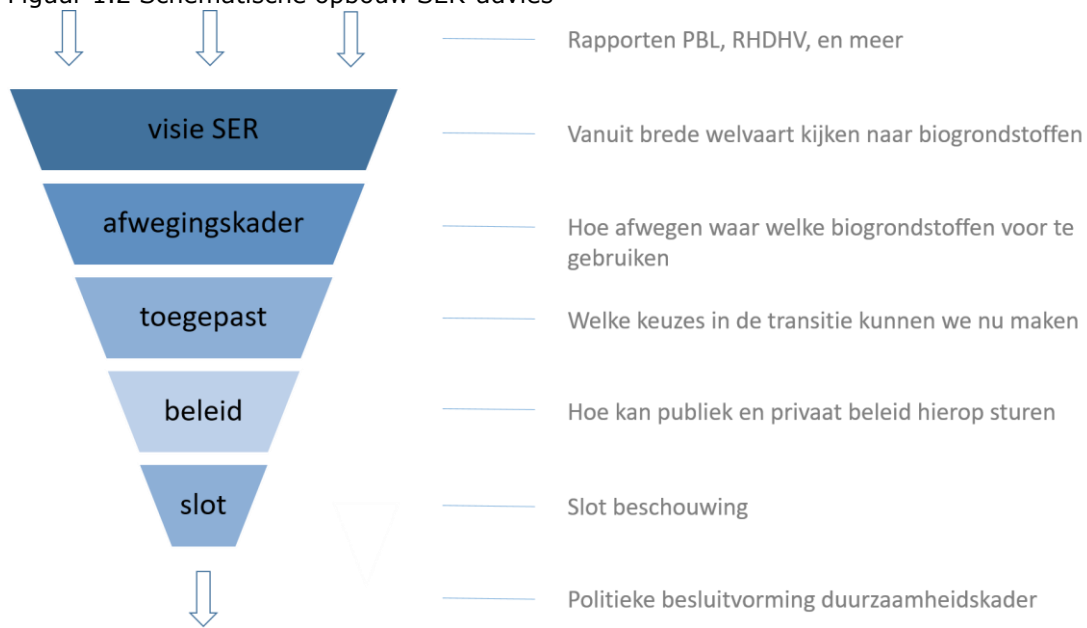 Figuur 1.2 Schematische opbouw SER-advies
Rapporten PBL, RHDHV, en meer
visie SER
Vanuit brede welvaart kijken naar biogrondstoffen
afwegingskader
Hoe afwegen waar welke biogrondstoffen voor te
gebruiken
toegepast
Welke keuzes in de transitie kunnen we nu maken
beleid
Hoe kan publiek en privaat beleid hierop sturen
slot
Slot beschouwing
Politieke besluitvorming duurzaamheidskader